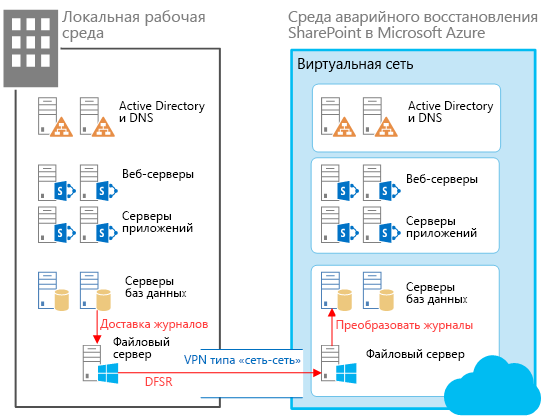 Локальная рабочая
среда
Active Directory
и DNS
Веб-серверы
Серверы
приложений
Серверы
баз данных
Доставка журналов
Файловый
сервер
DFSR
VPN типа «сеть-сеть»
Среда аварийного восстановления
SharePoint в Microsoft Azure
Виртуальная сеть
Active Directory
и DNS
Веб-серверы
Серверы
приложений
Серверы
баз данных
Преобразовать журналы
Файловый сервер